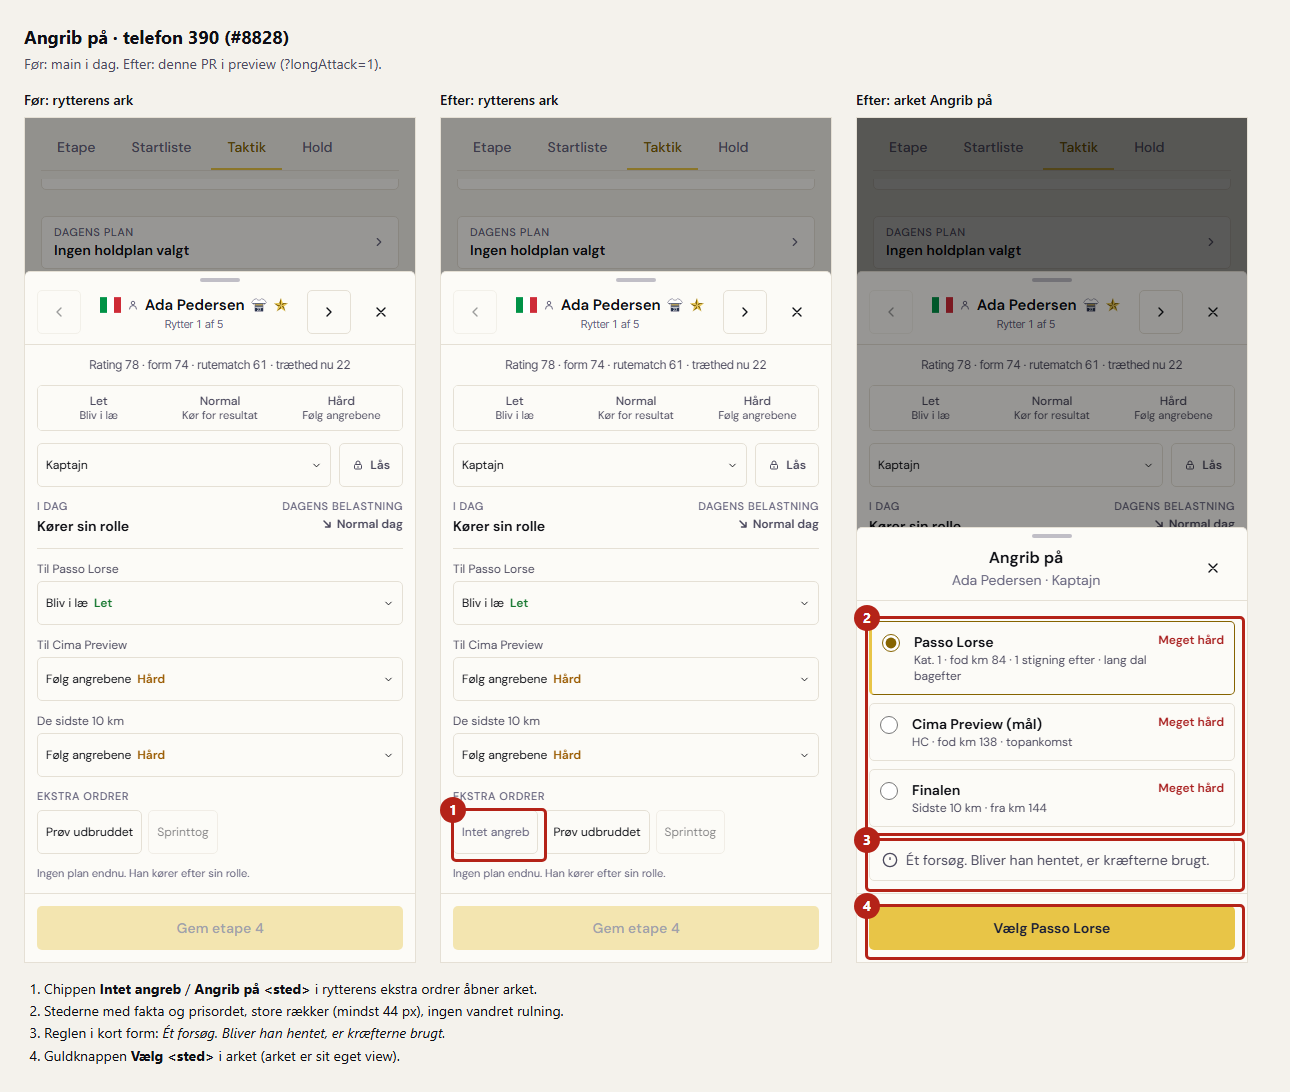 Angrib på · telefon 390 (#8828)
Før: main i dag. Efter: denne PR i preview (?longAttack=1).
Før: rytterens ark
Etape Startliste Taktik Hold
DAGENS PLAN
Ingen holdplan valgt
Ada Pedersen
Rytter 1 af 5
Rating 78 · form 74 · rutematch 61 · træthed nu 22
Let Normal Hård
Bliv i læ Kør for resultat Følg angrebene
Kaptajn Lås
I DAG DAGENS BELASTNING
Kører sin rolle ↘ Normal dag
Til Passo Lorse
Bliv i læ Let
Til Cima Preview
Følg angrebene Hård
De sidste 10 km
Følg angrebene Hård
EKSTRA ORDRER
Prøv udbruddet Sprinttog
Ingen plan endnu. Han kører efter sin rolle.
Gem etape 4
Efter: rytterens ark
Etape Startliste Taktik Hold
DAGENS PLAN
Ingen holdplan valgt
Ada Pedersen
Rytter 1 af 5
Rating 78 · form 74 · rutematch 61 · træthed nu 22
Let Normal Hård
Bliv i læ Kør for resultat Følg angrebene
Kaptajn Lås
I DAG DAGENS BELASTNING
Kører sin rolle ↘ Normal dag
Til Passo Lorse
Bliv i læ Let
Til Cima Preview
Følg angrebene Hård
De sidste 10 km
Følg angrebene Hård
EKSTRA ORDRER
1
Intet angreb Prøv udbruddet Sprinttog
Ingen plan endnu. Han kører efter sin rolle.
Gem etape 4
Efter: arket Angrib på
Etape Startliste Taktik Hold
DAGENS PLAN
Ingen holdplan valgt
Ada Pedersen
Rytter 1 af 5
Rating 78 · form 74 · rutematch 61 · træthed nu 22
Let Normal Hård
Bliv i læ Kør for resultat Følg angrebene
Kaptajn Lås
I DAG DAGENS BELASTNING
Kører sin rolle ↘ Normal dag
Angrib på
Ada Pedersen · Kaptajn
2
Passo Lorse Meget hård
Kat. 1 · fod km 84 · 1 stigning efter · lang dal
bagefter
Cima Preview (mål) Meget hård
HC · fod km 138 · topankomst
Finalen Meget hård
Sidste 10 km · fra km 144
3
Ét forsøg. Bliver han hentet, er kræfterne brugt.
4
Vælg Passo Lorse
1. Chippen Intet angreb / Angrib på <sted> i rytterens ekstra ordrer åbner arket.
2. Stederne med fakta og prisordet, store rækker (mindst 44 px), ingen vandret rulning.
3. Reglen i kort form: Ét forsøg. Bliver han hentet, er kræfterne brugt.
4. Guldknappen Vælg <sted> i arket (arket er sit eget view).